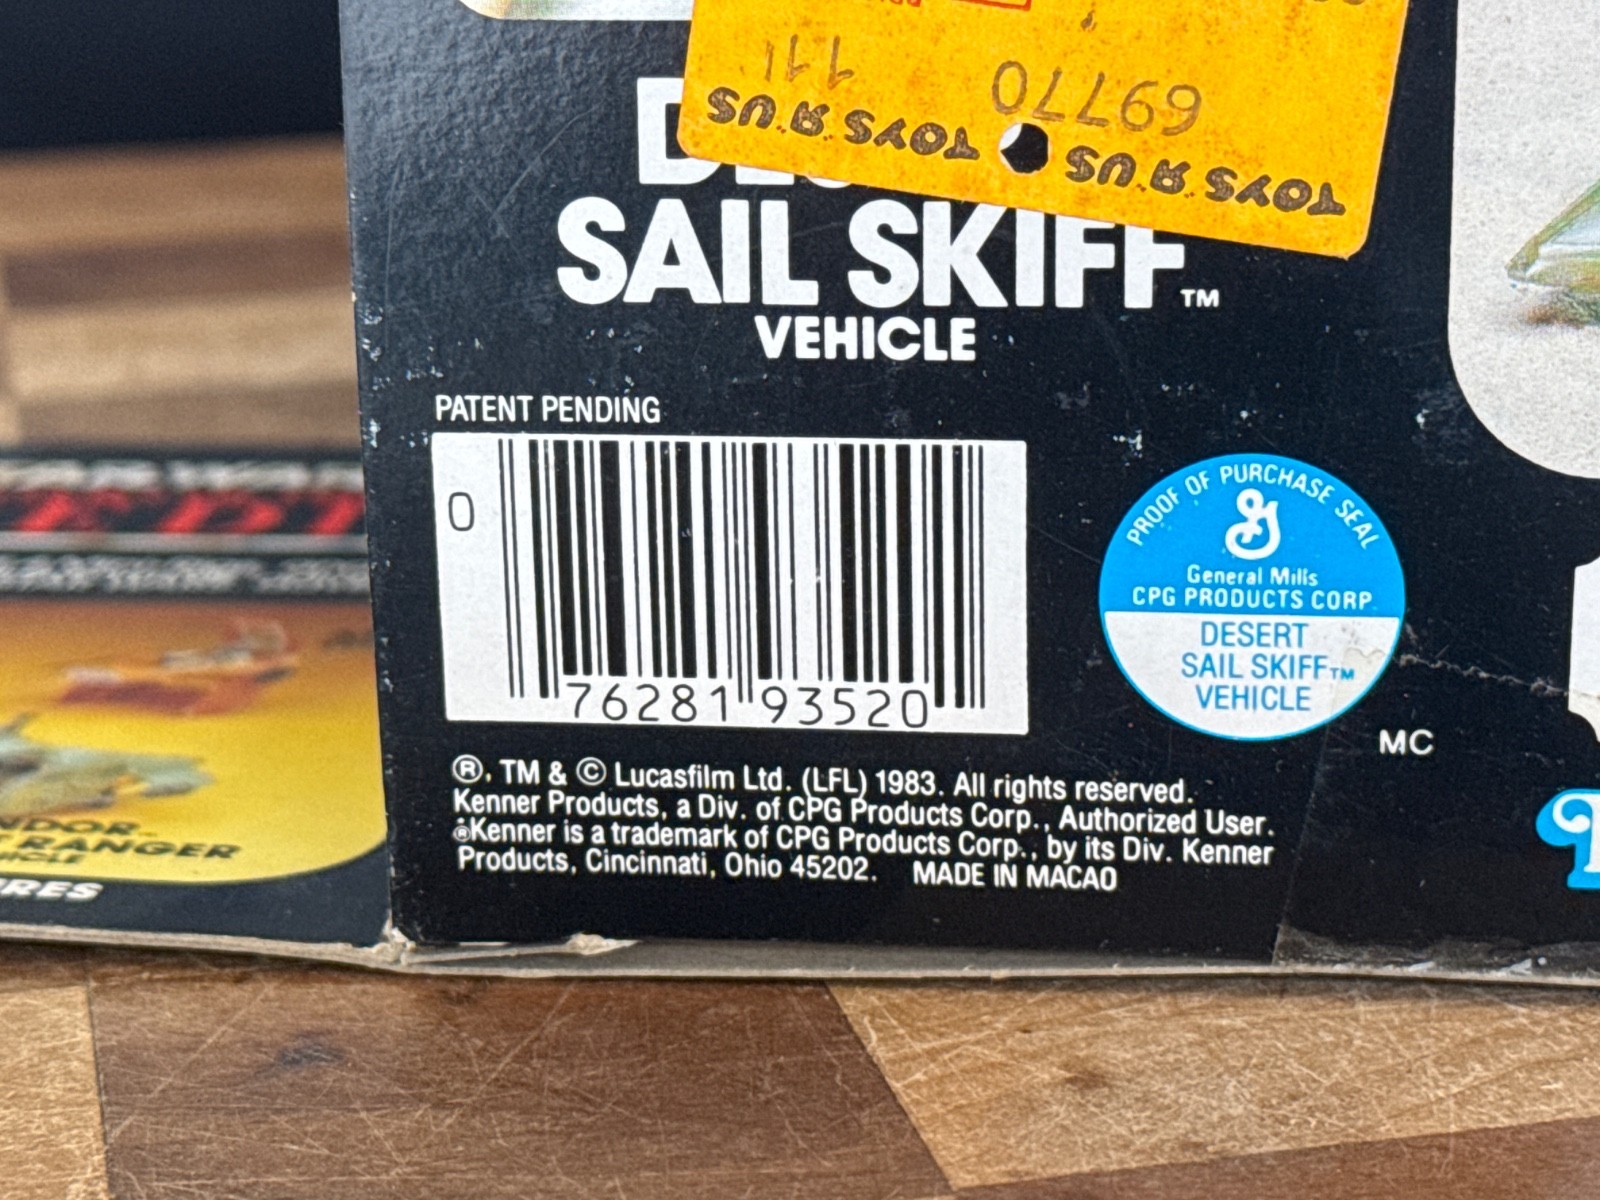 69770
111
TOYS "R" US TOYS "R" US
SAIL SKIFF™
VEHICLE
PATENT PENDING
0
76281 93520
PROOF OF PURCHASE SEAL
General Mills
CPG PRODUCTS CORP
DESERT
SAIL SKIFF™
VEHICLE
MC
®, TM & © Lucasfilm Ltd. (LFL) 1983. All rights reserved.
Kenner Products, a Div. of CPG Products Corp., Authorized User.
®Kenner is a trademark of CPG Products Corp., by its Div. Kenner
Products, Cincinnati, Ohio 45202. MADE IN MACAO
RANGER